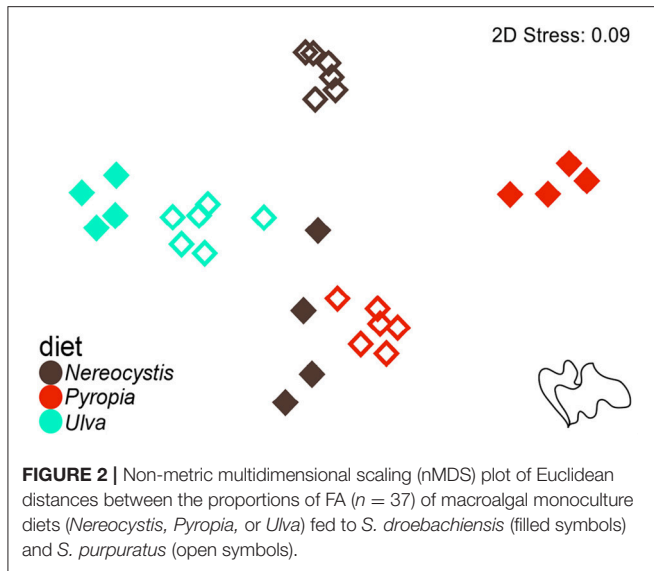 2D Stress: 0.09
diet
Nereocystis
Pyropia
Ulva
FIGURE 2 | Non-metric multidimensional scaling (nMDS) plot of Euclidean
distances between the proportions of FA (n = 37) of macroalgal monoculture
diets (Nereocystis, Pyropia, or Ulva) fed to S. droebachiensis (filled symbols)
and S. purpuratus (open symbols).